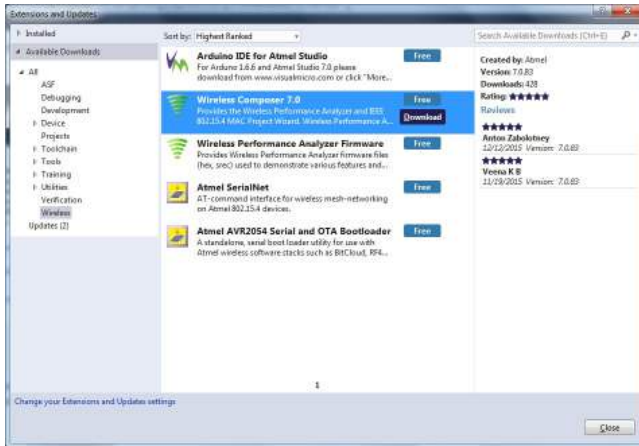 Extensions and Updates
Installed
Available Downloads
All
ASF
Debugging
Development
Device
Projects
Toolchain
Tools
Training
Utilities
Verification
Wireless
Updates (2)
Sort by: Highest Ranked
Arduino IDE for Atmel Studio
Free
For Arduino 1.6.6 and Atmel Studio 7.0 please
download from www.visualmicro.com or click "More...
Wireless Composer 7.0
Free
Provides the Wireless Performance Analyzer and IEEE
802.15.4 MAC Project Wizard. Wireless Performance A...
Download
Wireless Performance Analyzer Firmware
Free
Provides Wireless Performance Analyzer firmware files
(hex, srec) used to demonstrate various features and...
Atmel SerialNet
Free
AT-command interface for wireless mesh-networking
on Atmel 802.15.4 devices.
Atmel AVR2054 Serial and OTA Bootloader
Free
A standalone, serial boot loader utility for use with
Atmel wireless software stacks such as BitCloud, RF4...
1
Search Available Downloads (Ctrl+E)
Created by: Atmel
Version: 7.0.83
Downloads: 428
Rating:
Reviews
Anton Zabolotney
12/12/2015 Version: 7.0.83
Veena K B
11/19/2015 Version: 7.0.83
Change your Extensions and Updates settings
Close